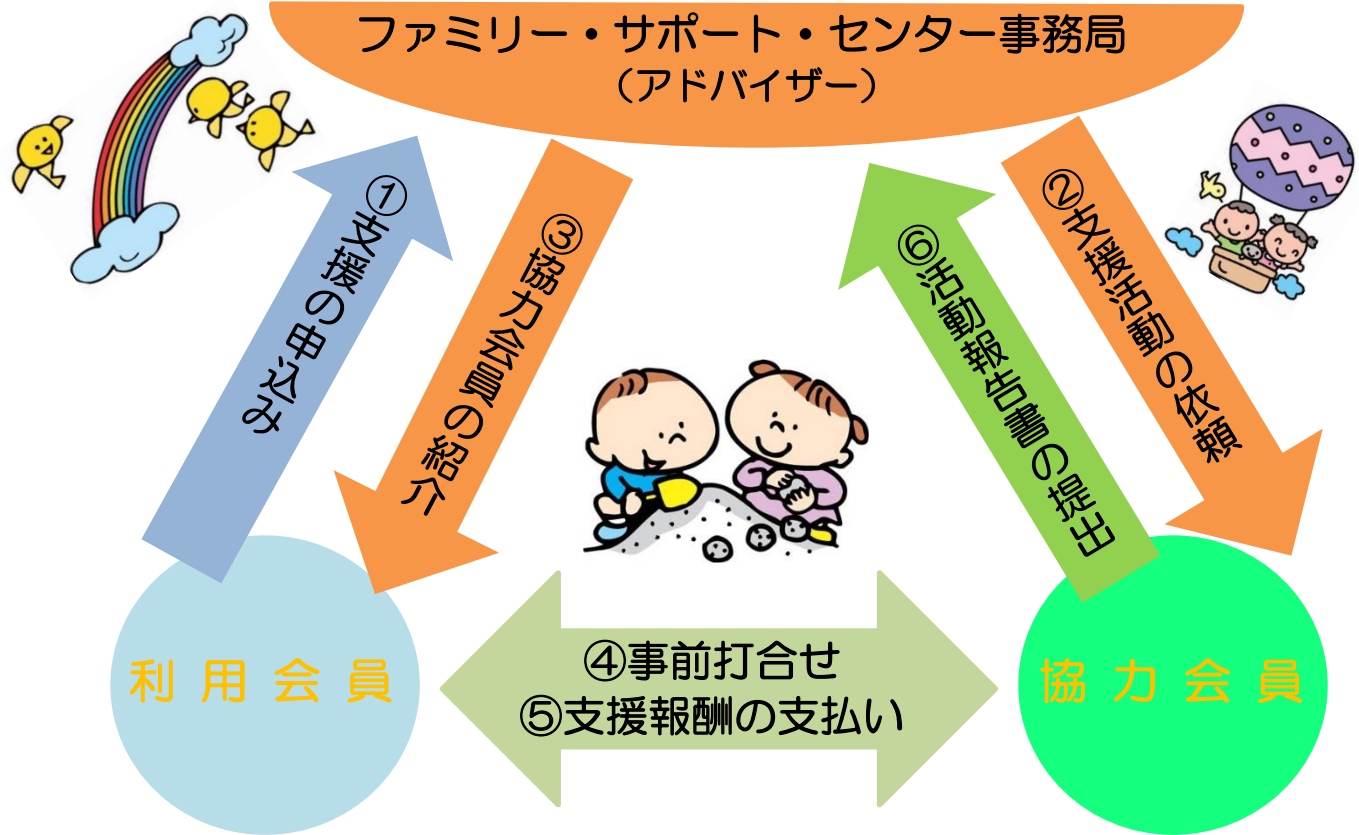 ファミリー・サポート・センター事務局
（アドバイザー）
①支援の申込み
③協力会員の紹介
⑥活動報告書の提出
②支援活動の依頼
④事前打合せ
⑤支援報酬の支払い
利用会員
協力会員